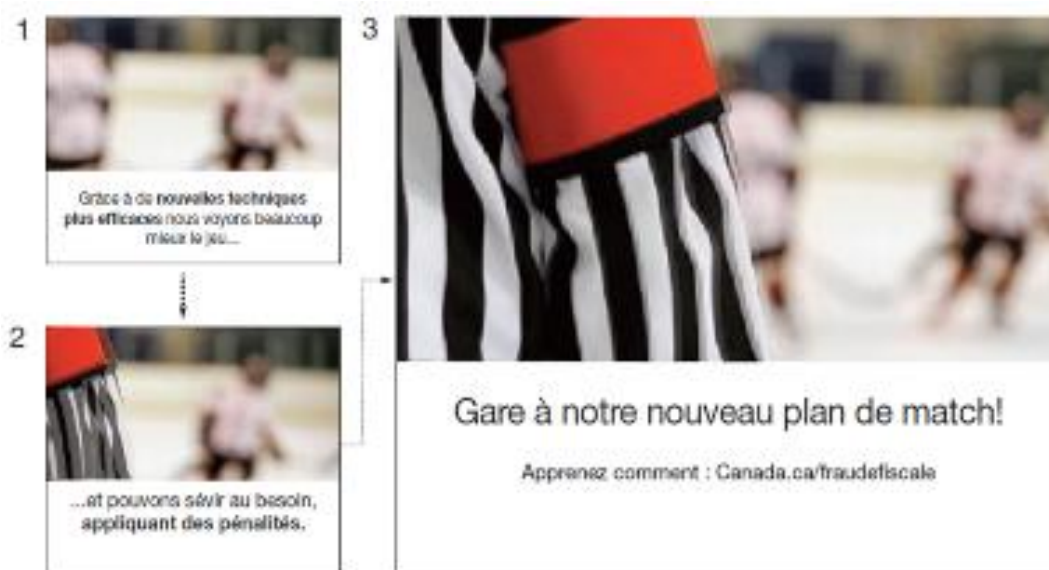 1
Grâce à de nouvelles techniques
plus efficaces nous voyons beaucoup
mieux le jeu...
2
...et pouvons sévir au besoin,
appliquant des pénalités.
3
Gare à notre nouveau plan de match!
Apprenez comment : Canada.ca/fraudefiscale